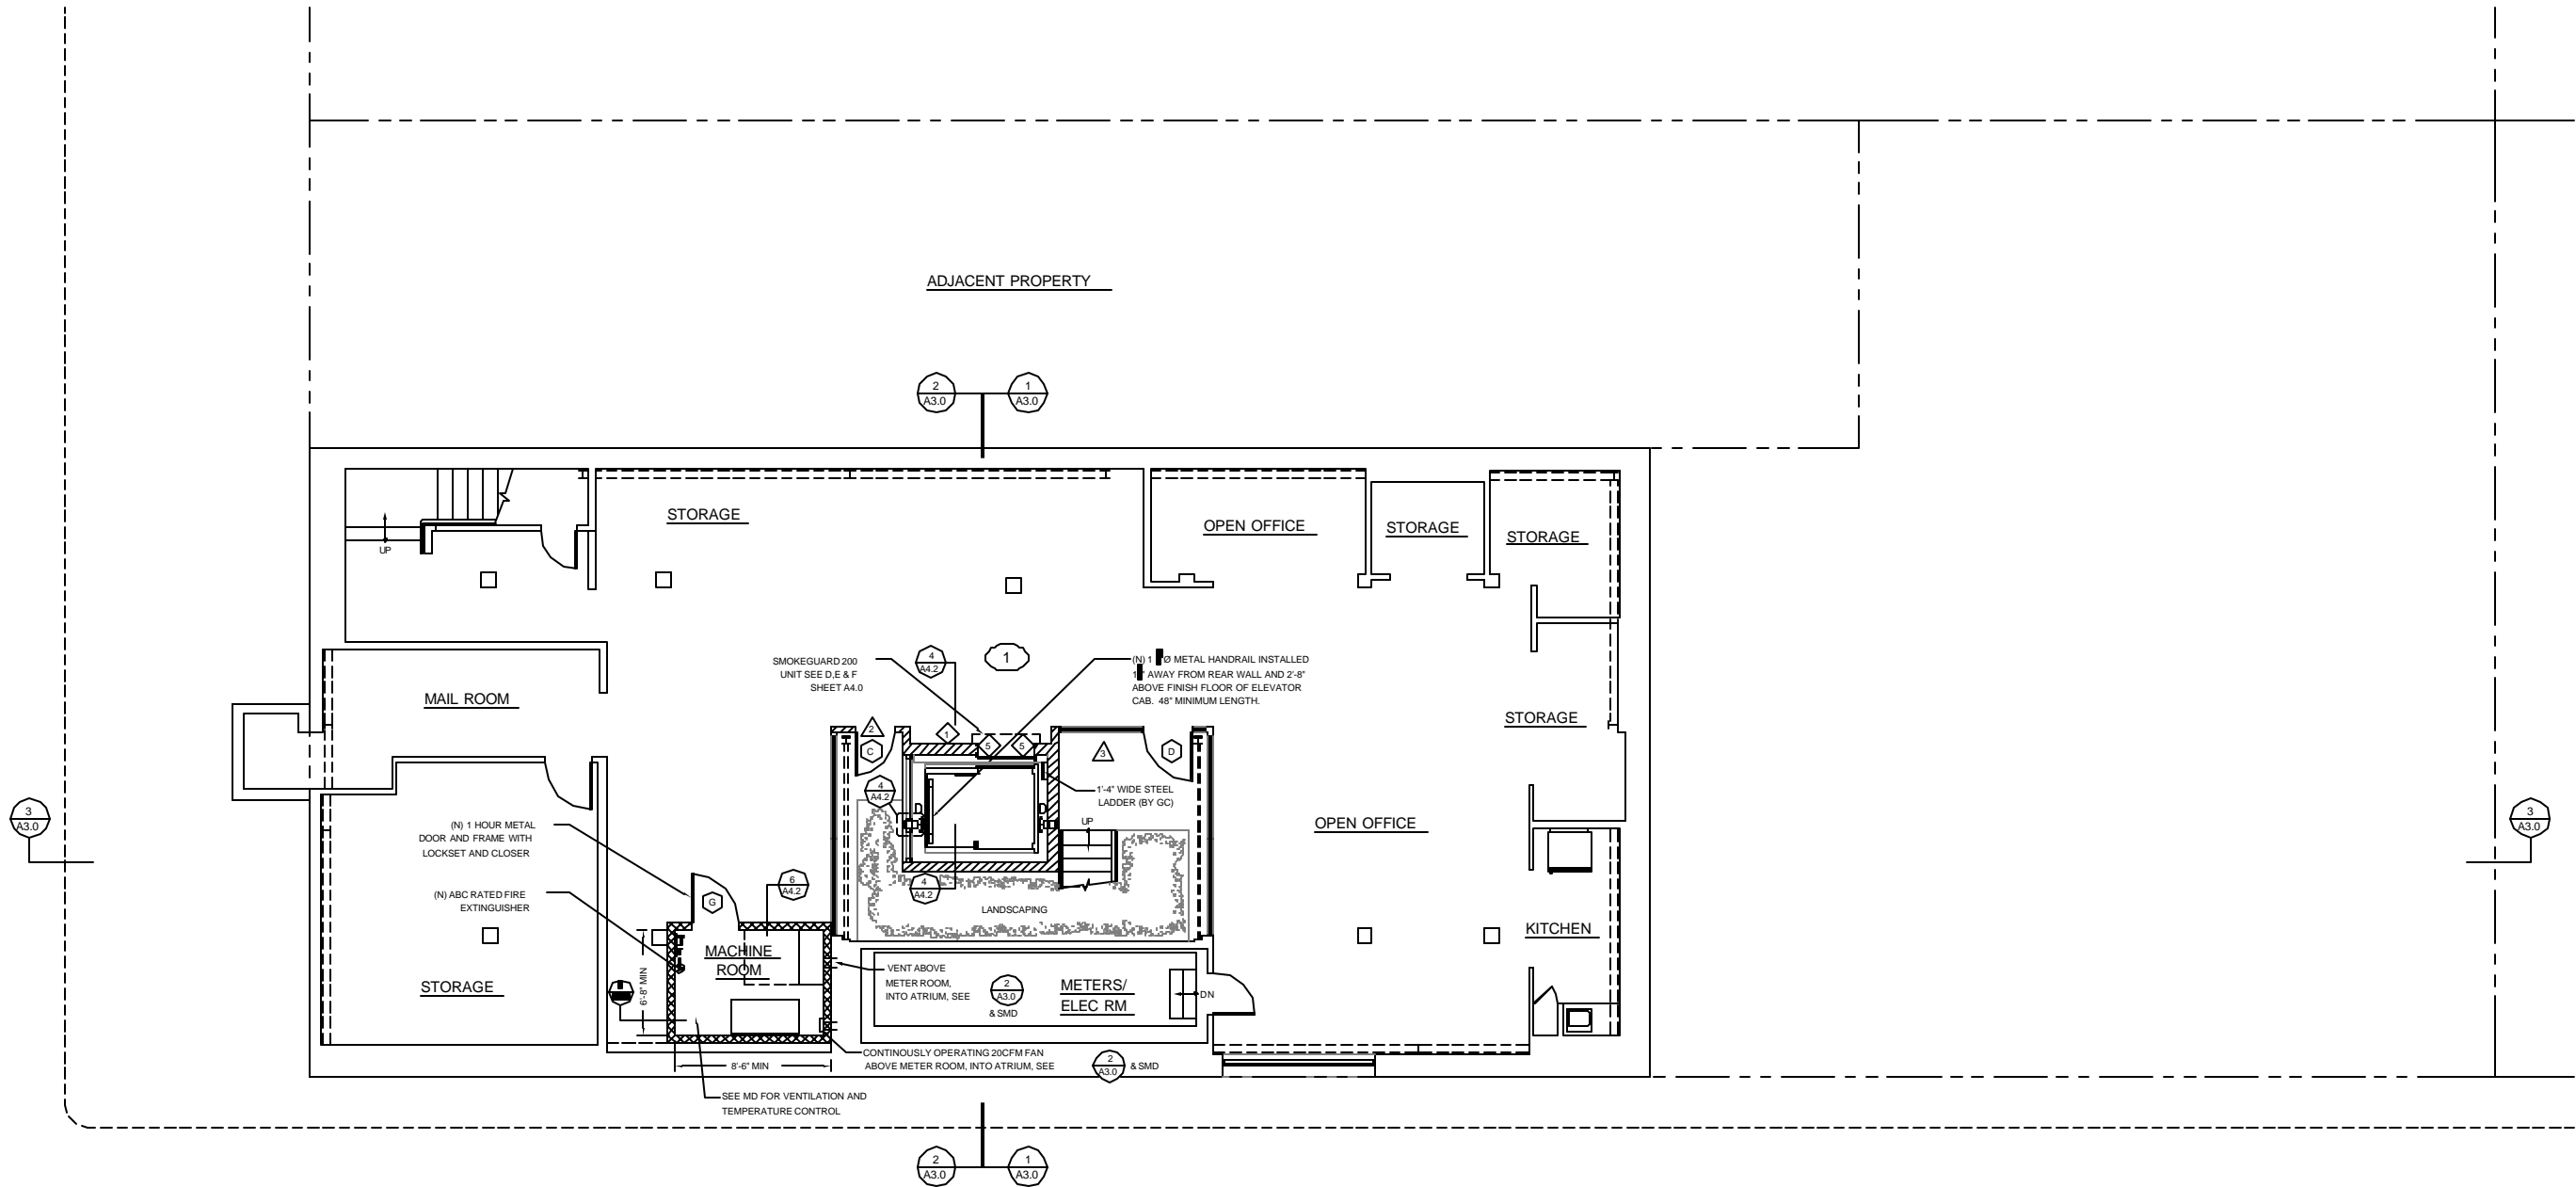 ADJACENT PROPERTY
2
A3.0
1
A3.0
STORAGE
OPEN OFFICE
STORAGE
STORAGE
UP
SMOKEGUARD 200
UNIT SEE D,E & F
SHEET A4.0
4
A4.2
1
(N) 1 Ø METAL HANDRAIL INSTALLED
1 " AWAY FROM REAR WALL AND 2'-8"
ABOVE FINISH FLOOR OF ELEVATOR
CAB. 48" MINIMUM LENGTH.
MAIL ROOM
STORAGE
2
C
1
5
5
3
D
4
A4.2
1'-4" WIDE STEEL
LADDER (BY GC)
3
A3.0
(N) 1 HOUR METAL
DOOR AND FRAME WITH
LOCKSET AND CLOSER
UP
OPEN OFFICE
3
A3.0
(N) ABC RATED FIRE
EXTINGUISHER
G
6
A4.2
4
A4.2
LANDSCAPING
KITCHEN
STORAGE
6'-8" MIN
MACHINE
ROOM
VENT ABOVE
METER ROOM,
INTO ATRIUM, SEE
2
A3.0
& SMD
METERS/
ELEC RM
DN
8'-6" MIN
CONTINOUSLY OPERATING 20CFM FAN
ABOVE METER ROOM, INTO ATRIUM, SEE
2
A3.0
& SMD
SEE MD FOR VENTILATION AND
TEMPERATURE CONTROL
2
A3.0
1
A3.0